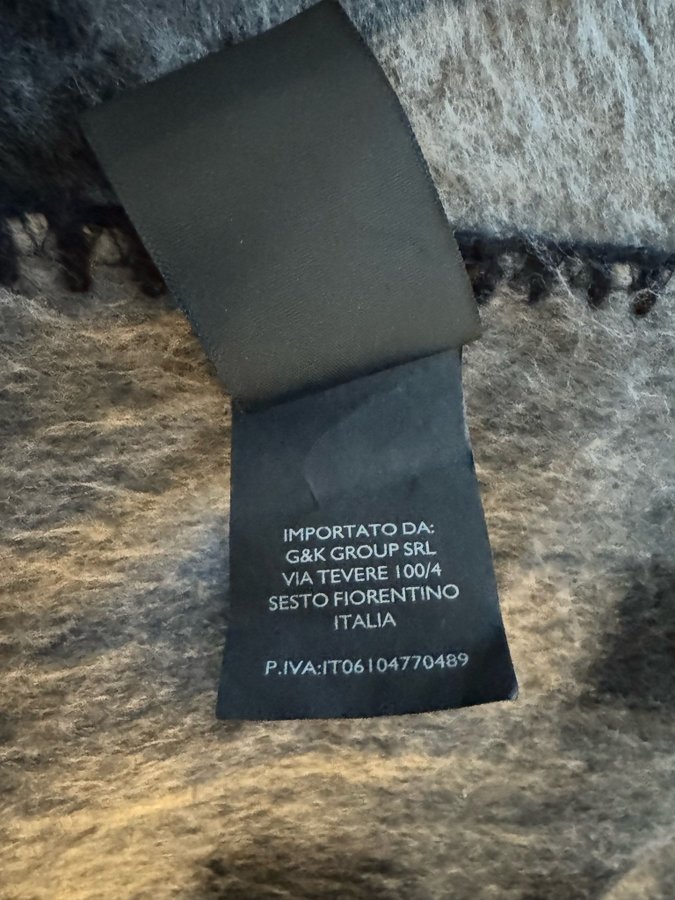 IMPORTATO DA:
G&K GROUP SRL
VIA TEVERE 100/4
SESTO FIORENTINO
ITALIA
P.IVA:IT06104770489